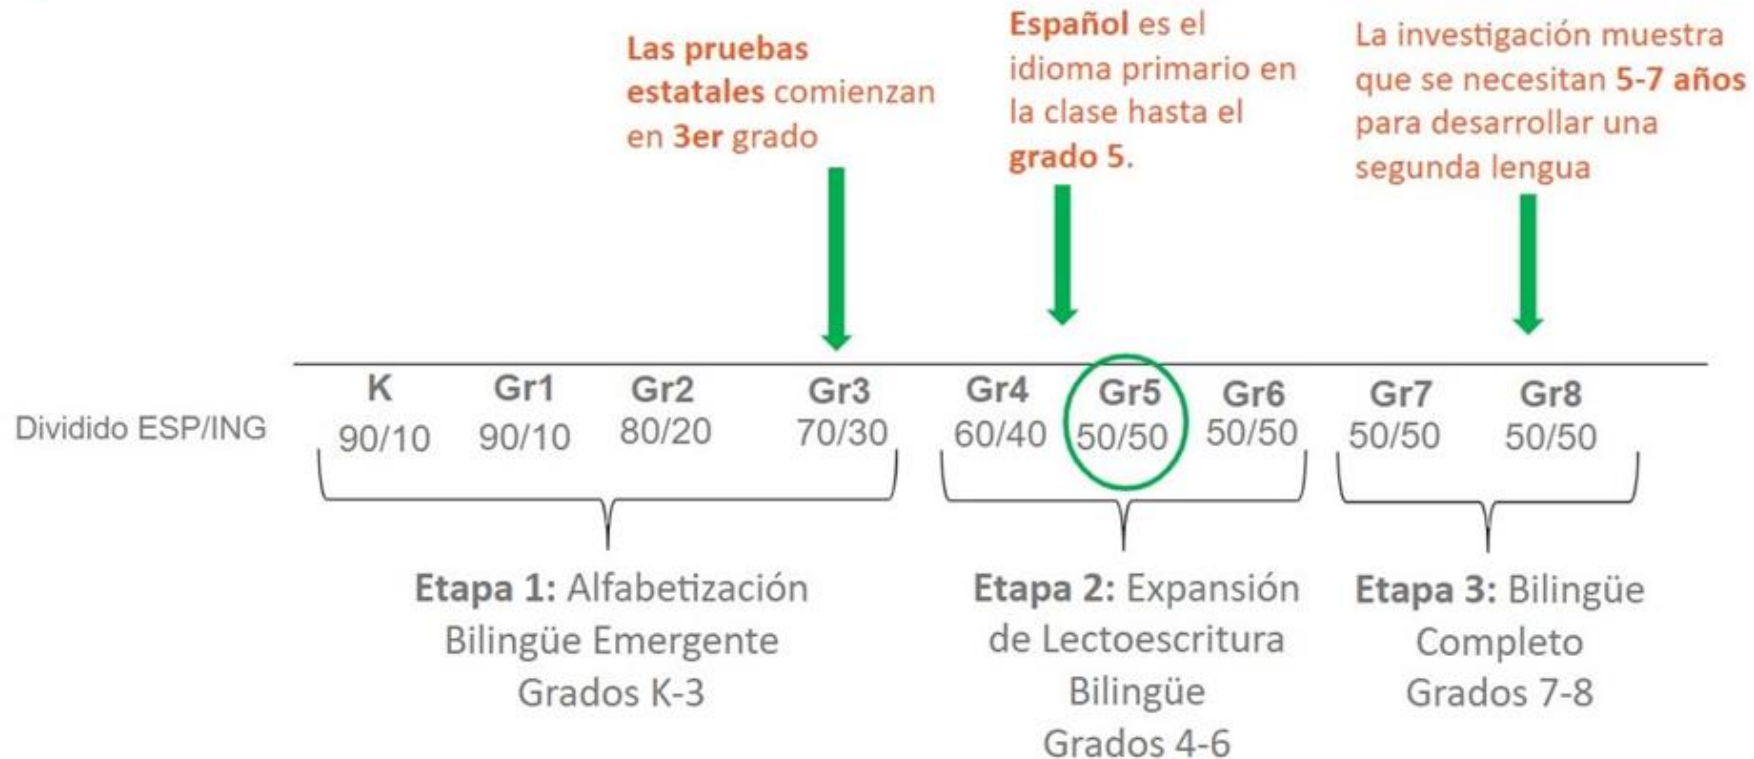 Las pruebas
estatales comienzan
en 3er grado
Español es el
idioma primario en
la clase hasta el
grado 5.
La investigación muestra
que se necesitan 5-7 años
para desarrollar una
segunda lengua
K Gr1 Gr2 Gr3 Gr4 Gr5 Gr6 Gr7 Gr8
Dividido ESP/ING 90/10 90/10 80/20 70/30 60/40 50/50 50/50 50/50 50/50
Etapa 1: Alfabetización
Bilingüe Emergente
Grados K-3
Etapa 2: Expansión
de Lectoescritura
Bilingüe
Grados 4-6
Etapa 3: Bilingüe
Completo
Grados 7-8